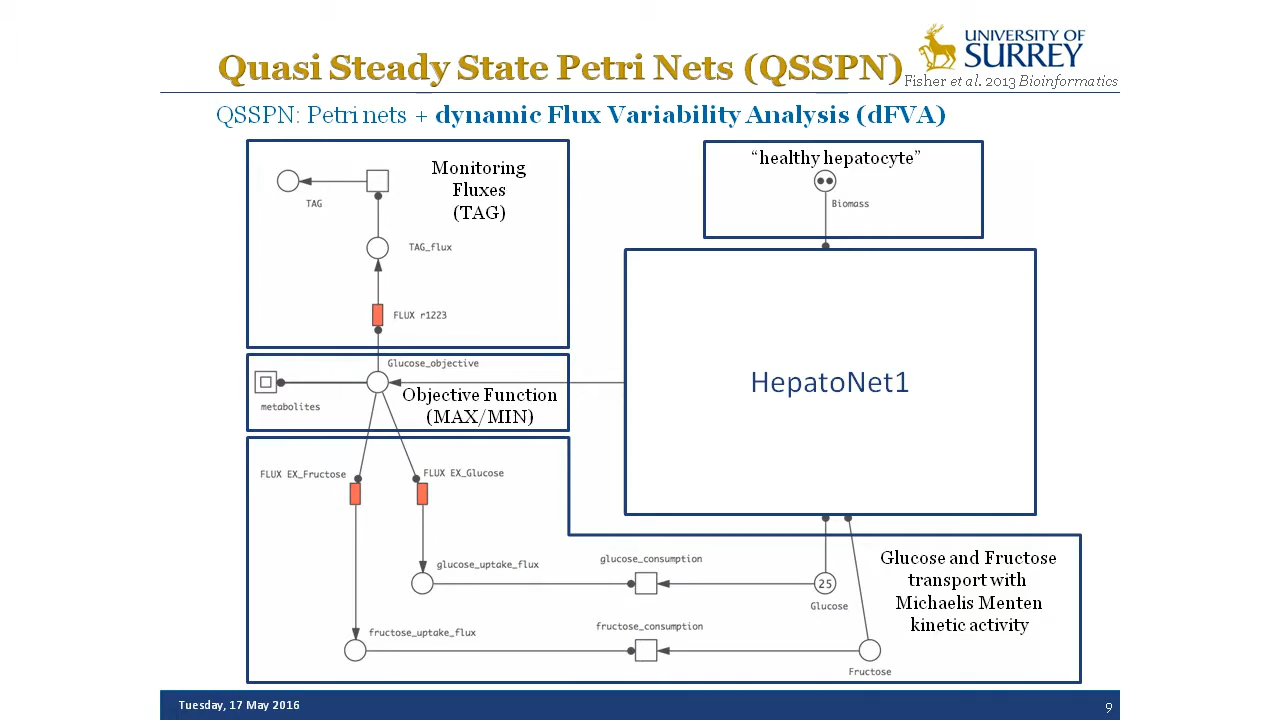 Quasi Steady State Petri Nets (QSSPN)
UNIVERSITY OF
SURREY
Fisher et al. 2013 Bioinformatics
QSSPN: Petri nets + dynamic Flux Variability Analysis (dFVA)
Monitoring
Fluxes
(TAG)
TAG
TAG_flux
FLUX r1223
"healthy hepatocyte"
Biomass
Glucose_objective
metabolites
Objective Function
(MAX/MIN)
HepatoNet1
FLUX EX_Fructose
FLUX EX_Glucose
glucose_uptake_flux
glucose_consumption
25
Glucose
fructose_uptake_flux
fructose_consumption
Fructose
Glucose and Fructose
transport with
Michaelis Menten
kinetic activity
Tuesday, 17 May 2016
9